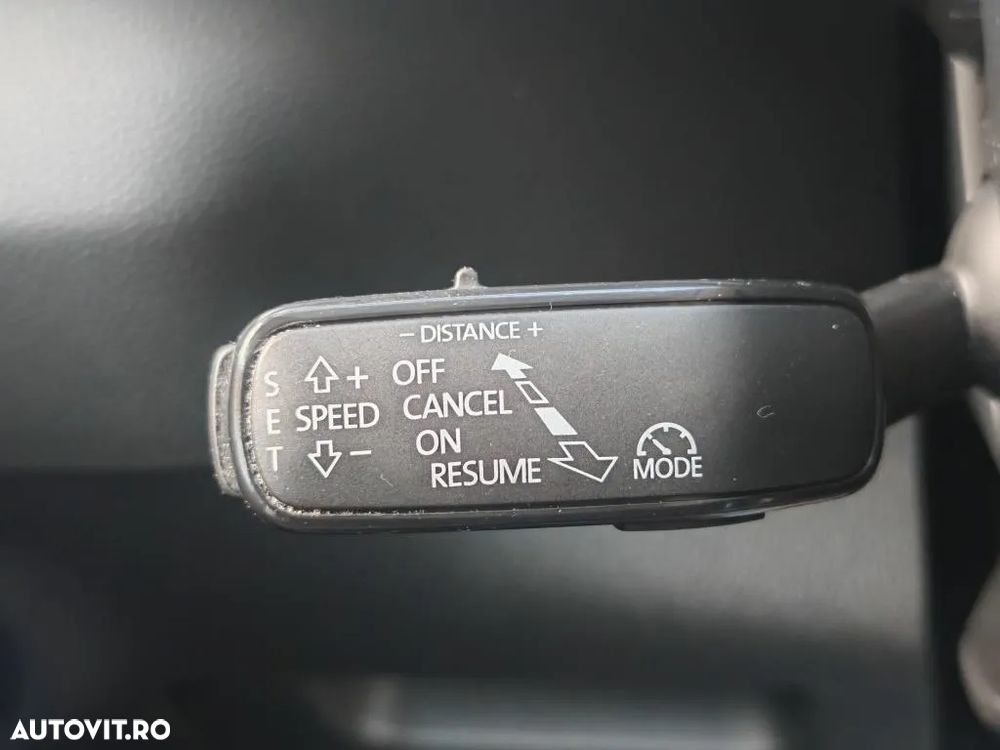 - DISTANCE +
S E T
+
SPEED
-
OFF
CANCEL
ON
RESUME
MODE
AUTOVIT.RO